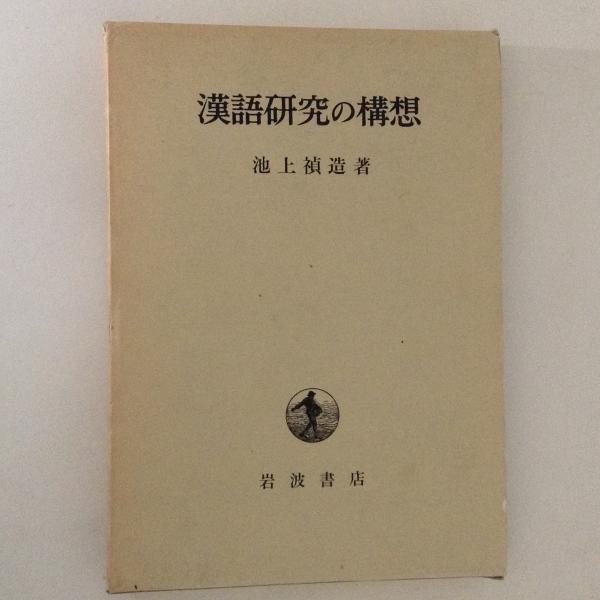 漢語研究の構想
池上禎造著
岩波書店